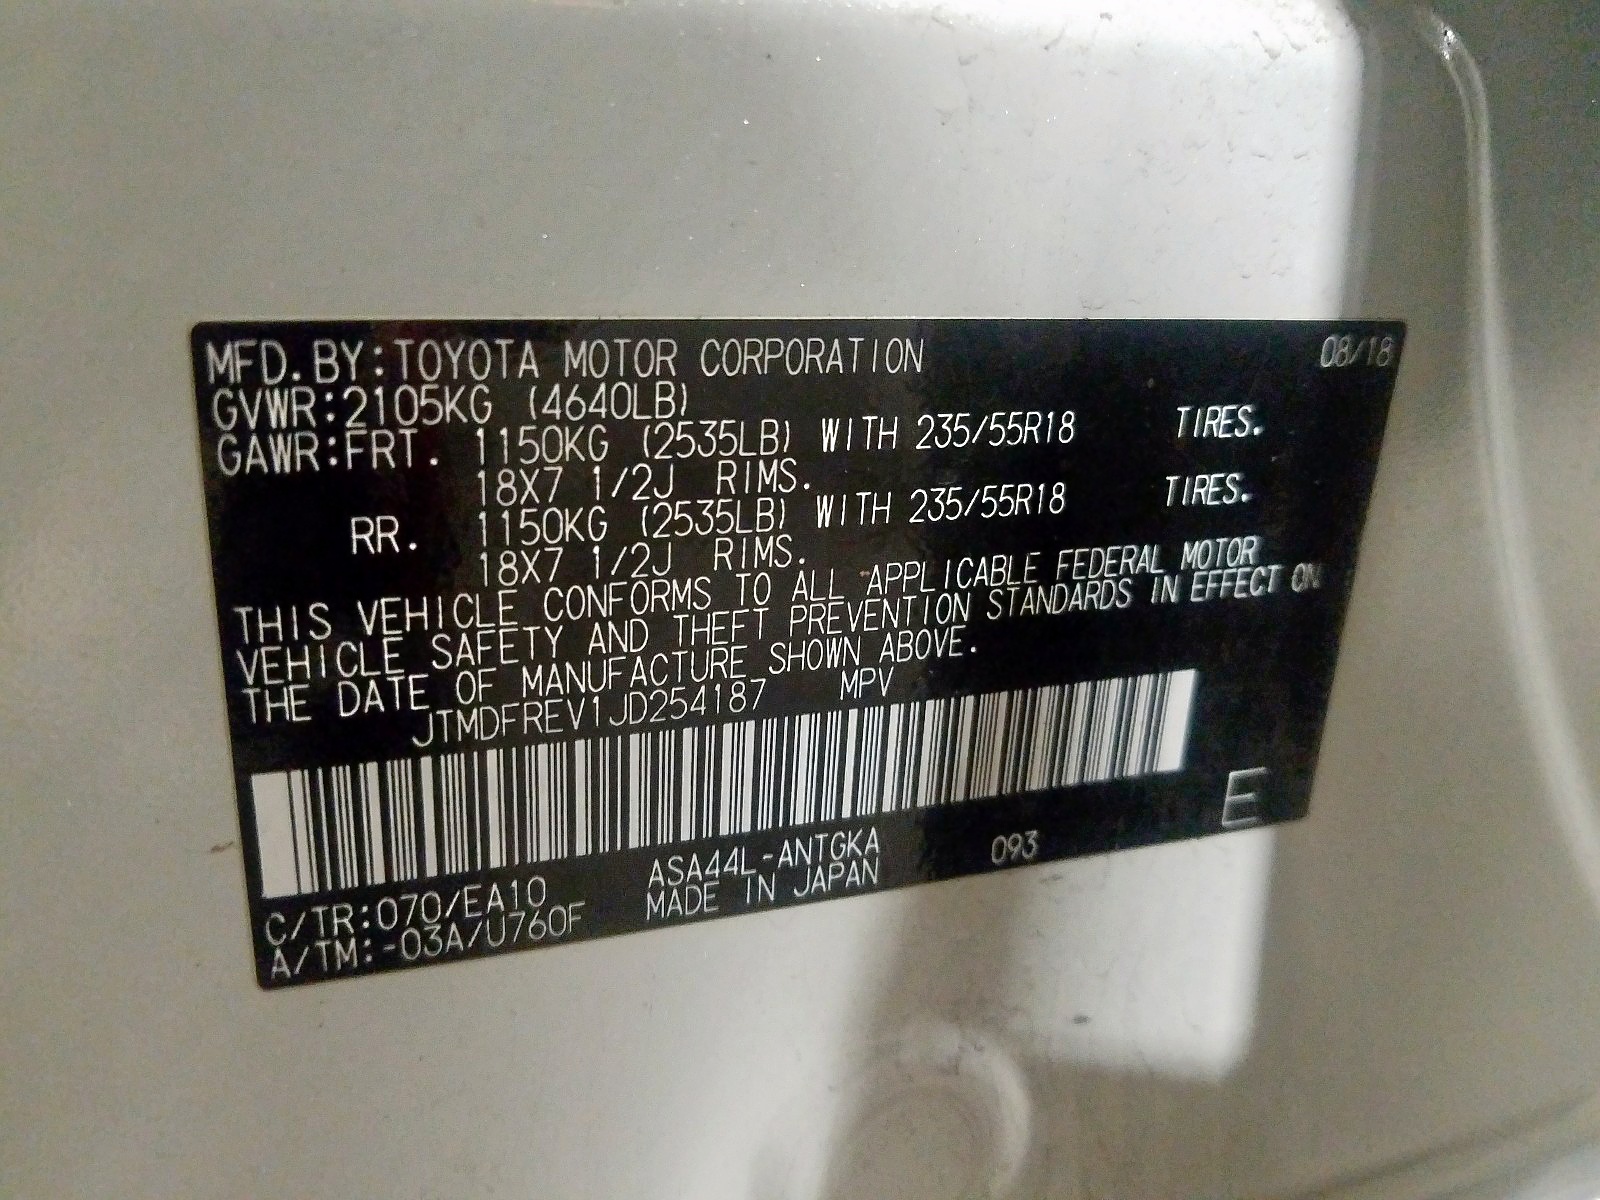 MFD. BY:TOYOTA MOTOR CORPORATION 08/18
GVWR:2105KG (4640LB)
GAWR:FRT. 1150KG (2535LB) WITH 235/55R18 TIRES.
18X7 1/2J RIMS.
RR. 1150KG (2535LB) WITH 235/55R18 TIRES.
18X7 1/2J RIMS.
THIS VEHICLE CONFORMS TO ALL APPLICABLE FEDERAL MOTOR
VEHICLE SAFETY AND THEFT PREVENTION STANDARDS IN EFFECT ON
THE DATE OF MANUFACTURE SHOWN ABOVE.
JTMDFREV1JD254187 MPV
E
C/TR:070/EA10 ASA44L-ANTGKA 093
A/TM:-03A/U760F MADE IN JAPAN